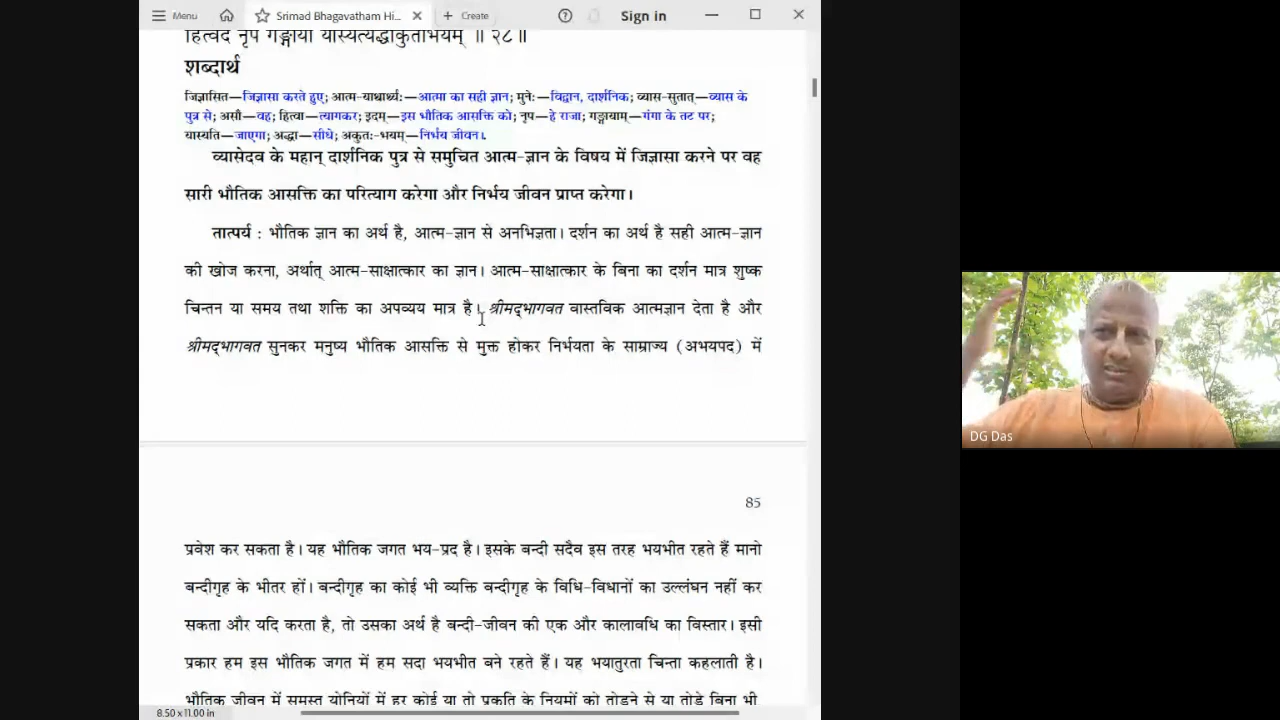 Menu
Srimad Bhagavatham Hi...
Create
Sign in
हित्वेदं नृप गङ्गायां यास्यत्यद्धाकुतोभयम् ॥ २८॥
शब्दार्थ
जिज्ञासित—जिज्ञासा करते हुए; आत्म-याथार्थ्यः—आत्मा का सही ज्ञान; मुनेः—विद्वान, दार्शनिक; व्यास-सुतात्—व्यास के
पुत्र से; असौ—वह; हित्वा—त्यागकर; इदम्—इस भौतिक आसक्ति को; नृप—हे राजा; गङ्गायाम्—गंगा के तट पर;
यास्यति—जाएगा; अद्धा—सीधे; अकुतः-भयम्—निर्भय जीवन।
व्यासेदव के महान् दार्शनिक पुत्र से समुचित आत्म-ज्ञान के विषय में जिज्ञासा करने पर वह
सारी भौतिक आसक्ति का परित्याग करेगा और निर्भय जीवन प्राप्त करेगा।
तात्पर्य : भौतिक ज्ञान का अर्थ है, आत्म-ज्ञान से अनभिज्ञता। दर्शन का अर्थ है सही आत्म-ज्ञान
की खोज करना, अर्थात् आत्म-साक्षात्कार का ज्ञान। आत्म-साक्षात्कार के बिना का दर्शन मात्र शुष्क
चिन्तन या समय तथा शक्ति का अपव्यय मात्र है। श्रीमद्भागवत वास्तविक आत्मज्ञान देता है और
श्रीमद्भागवत सुनकर मनुष्य भौतिक आसक्ति से मुक्त होकर निर्भयता के साम्राज्य (अभयपद) में
85
प्रवेश कर सकता है। यह भौतिक जगत भय-प्रद है। इसके बन्दी सदैव इस तरह भयभीत रहते हैं मानो
बन्दीगृह के भीतर हों। बन्दीगृह का कोई भी व्यक्ति बन्दीगृह के विधि-विधानों का उल्लंघन नहीं कर
सकता और यदि करता है, तो उसका अर्थ है बन्दी-जीवन की एक और कालावधि का विस्तार। इसी
प्रकार हम इस भौतिक जगत में हम सदा भयभीत बने रहते हैं। यह भयातुरता चिन्ता कहलाती है।
भौतिक जीवन में समस्त योनियों में हर कोई या तो प्रकृति के नियमों को तोड़ने से या तोड़े बिना भी
8.50 x 11.00 in
DG Das